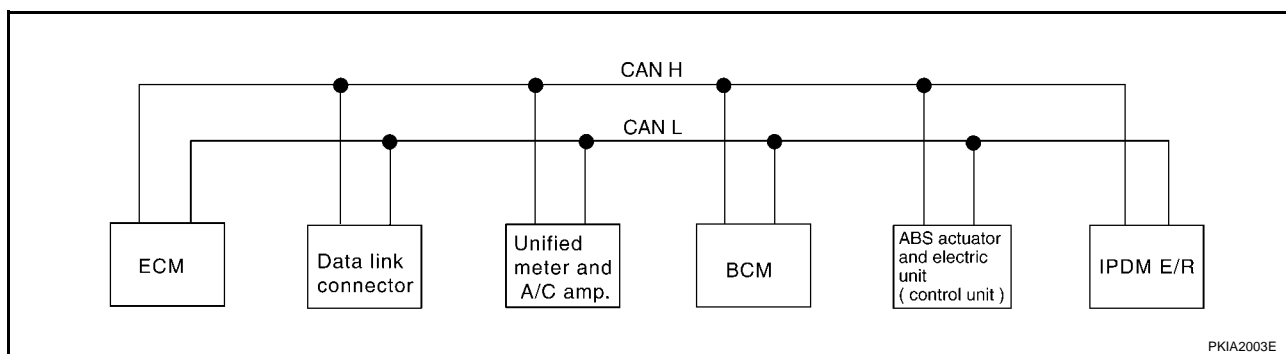 CAN H
CAN L
ECM
Data link
connector
Unified
meter and
A/C amp.
BCM
ABS actuator
and electric
unit
( control unit )
IPDM E/R
PKIA2003E